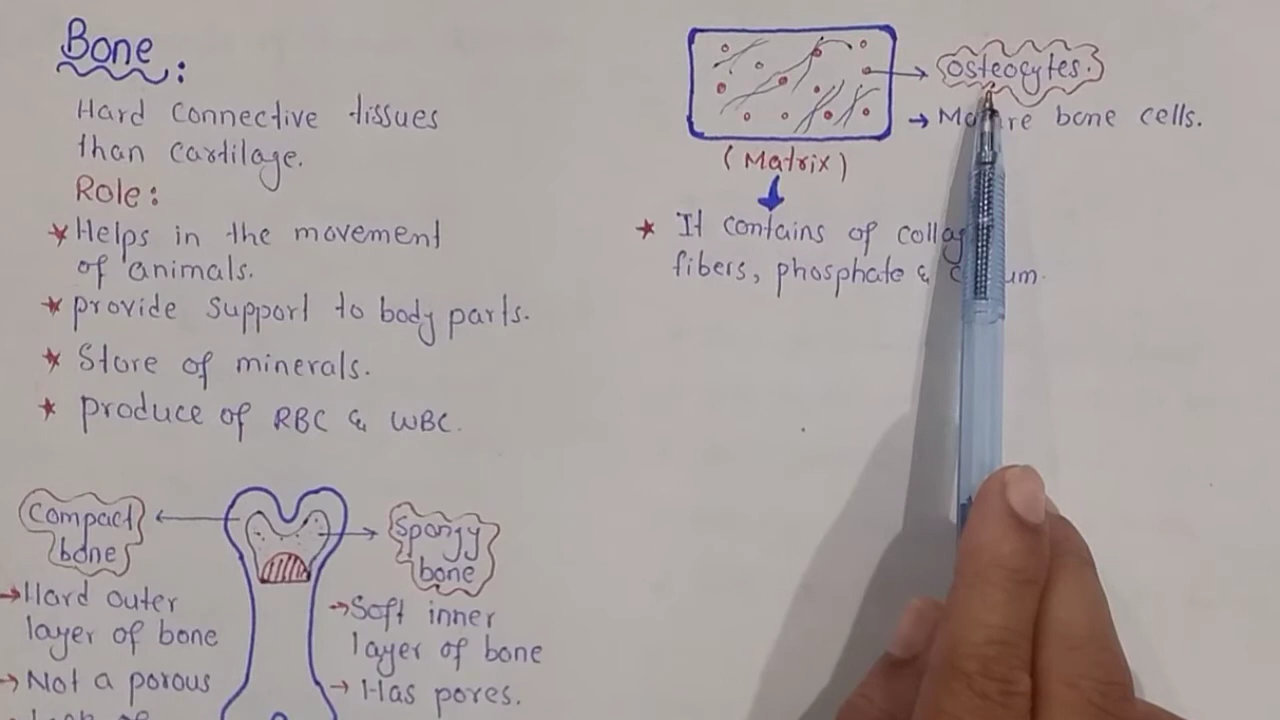 Bone:
Hard connective tissues
than cartilage.
Role:
* Helps in the movement
of animals.
* provide support to body parts.
* Store of minerals.
* produce of RBC & WBC.
Compact
bone
→ Hard outer
layer of bone
→ Not a porous
Spongy
bone
→ Soft inner
layer of bone
→ Has pores.
osteocytes.
→ bone cells.
(Matrix)
* It contains of
fibers, phosphate &